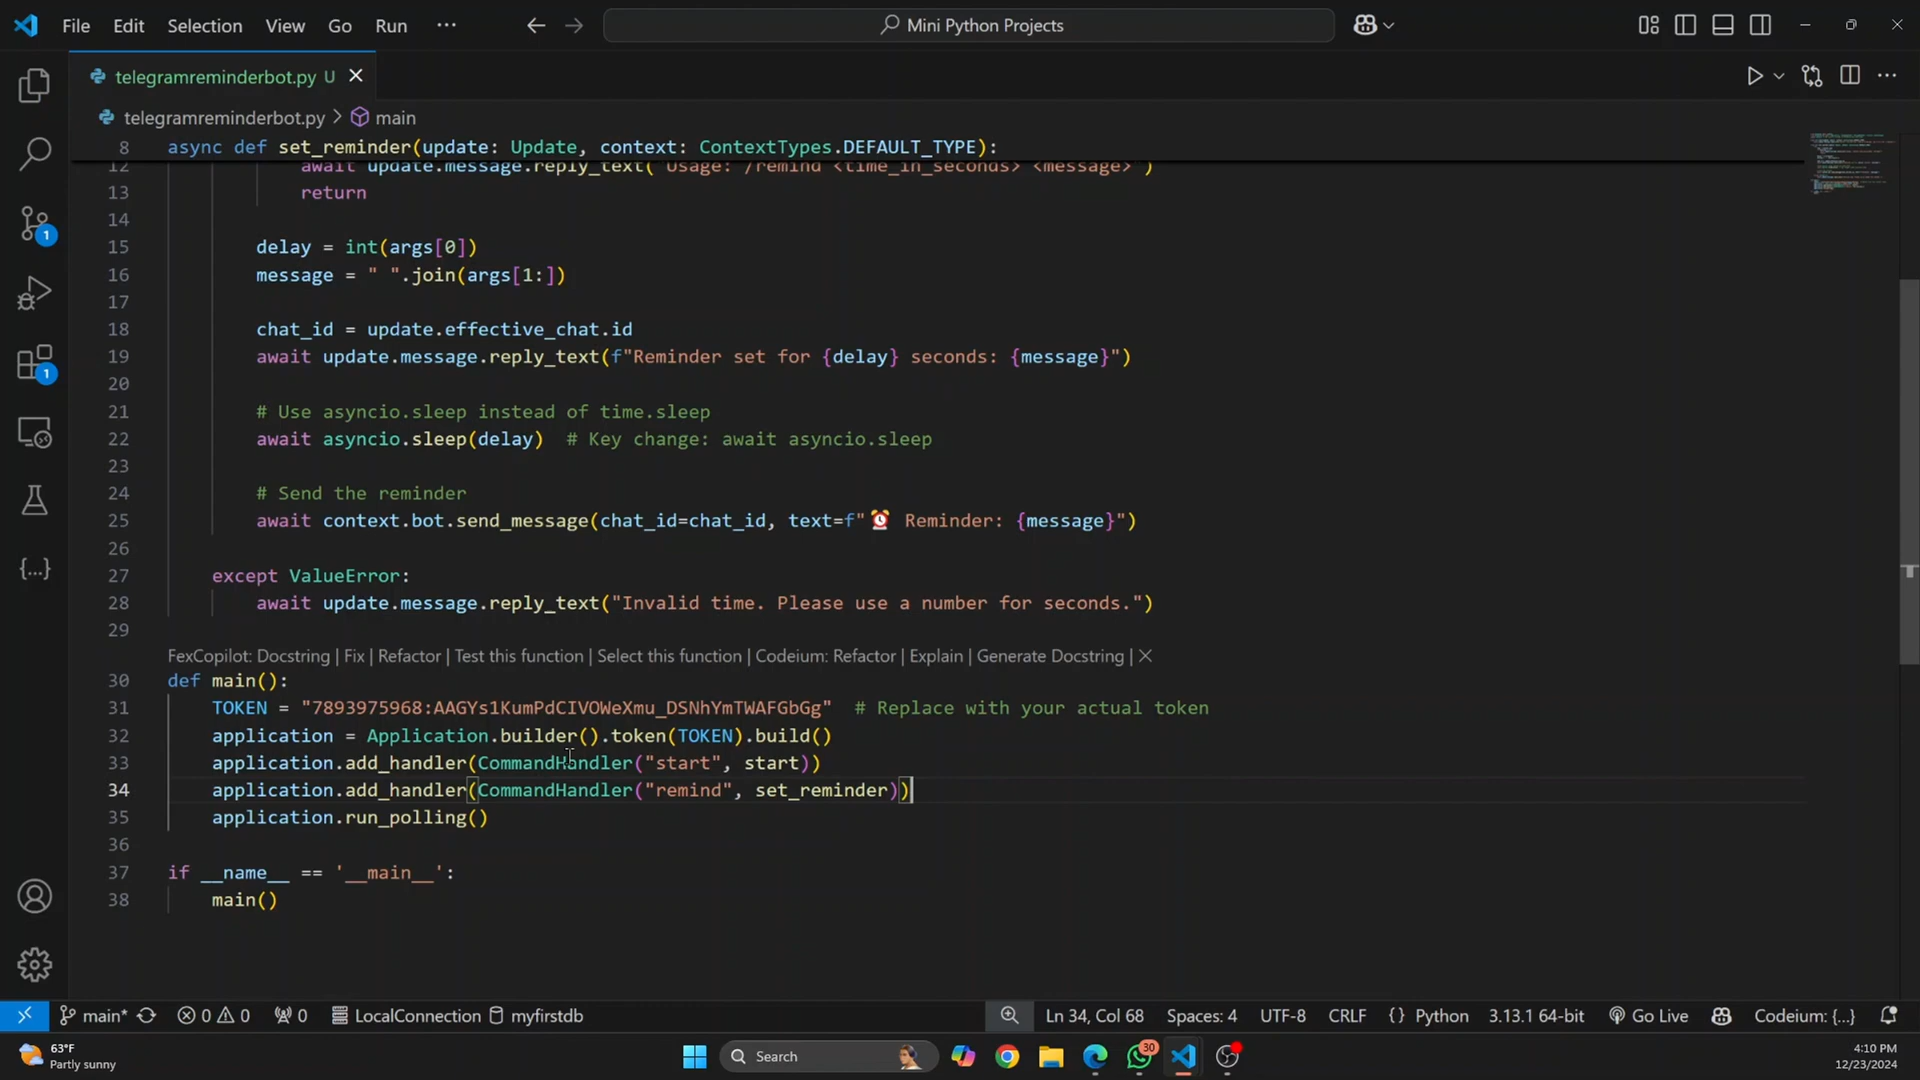 File Edit Selection View Go Run ···
Mini Python Projects
telegramreminderbot.py U
telegramreminderbot.py > main
8 async def set_reminder(update: Update, context: ContextTypes.DEFAULT_TYPE):
12 await update.message.reply_text("Usage: /remind <time_in_seconds> <message>")
13 return
14
15 delay = int(args[0])
16 message = " ".join(args[1:])
17
18 chat_id = update.effective_chat.id
19 await update.message.reply_text(f"Reminder set for {delay} seconds: {message}")
20
21 # Use asyncio.sleep instead of time.sleep
22 await asyncio.sleep(delay)  # Key change: await asyncio.sleep
23
24 # Send the reminder
25 await context.bot.send_message(chat_id=chat_id, text=f"⏰ Reminder: {message}")
26
27 except ValueError:
28 await update.message.reply_text("Invalid time. Please use a number for seconds.")
29
FexCopilot: Docstring | Fix | Refactor | Test this function | Select this function | Codeium: Refactor | Explain | Generate Docstring | ✕
30 def main():
31 TOKEN = "7893975968:AAGYs1KumPdCIVOWeXmu_DSNhYmTWAFGbGg"  # Replace with your actual token
32 application = Application.builder().token(TOKEN).build()
33 application.add_handler(CommandHandler("start", start))
34 application.add_handler(CommandHandler("remind", set_reminder))
35 application.run_polling()
36
37 if __name__ == '__main__':
38 main()
1
1
main* 0 0 0 LocalConnection myfirstdb
Ln 34, Col 68 Spaces: 4 UTF-8 CRLF {} Python 3.13.1 64-bit Go Live Codeium: {...}
63°F
Partly sunny
Search
30
4:10 PM
12/23/2024